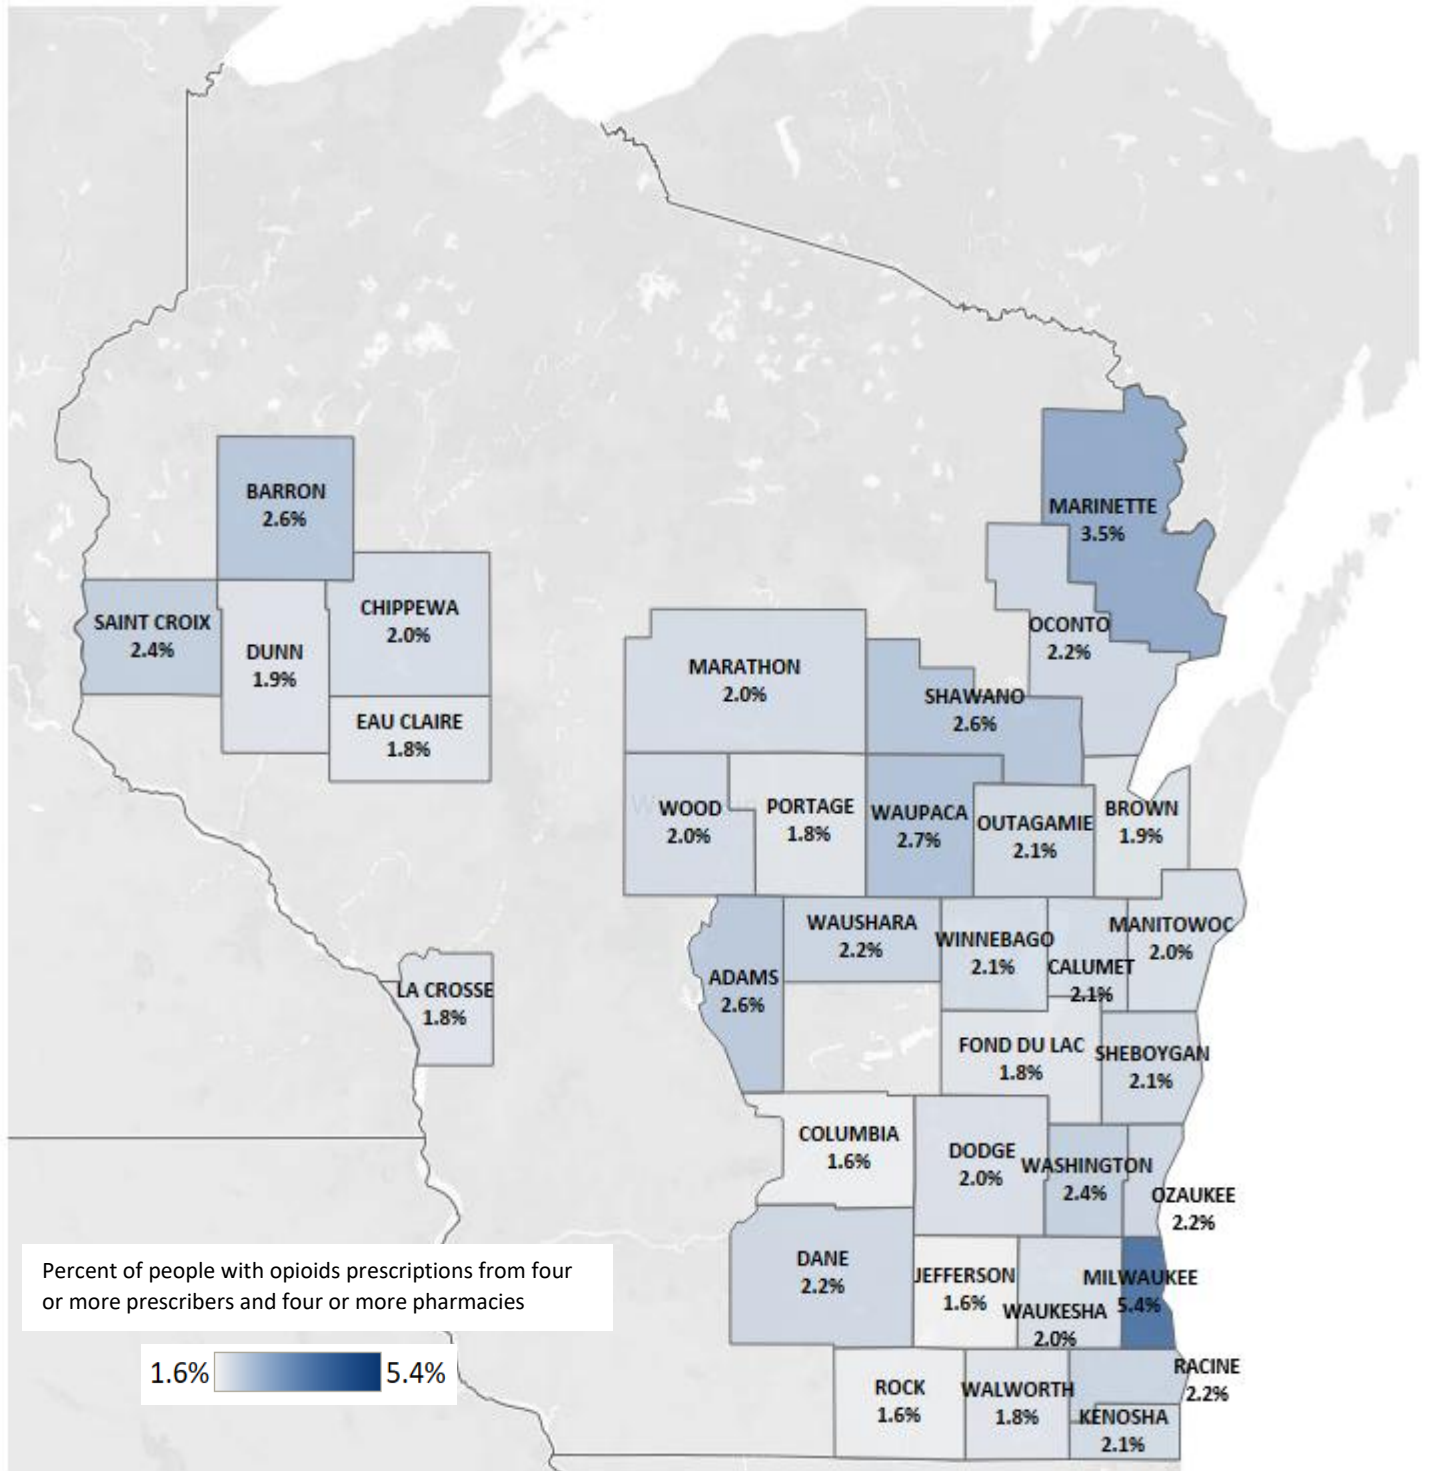 BARRON
2.6%
SAINT CROIX
2.4%
DUNN
1.9%
CHIPPEWA
2.0%
EAU CLAIRE
1.8%
MARINETTE
3.5%
OCONTO
2.2%
MARATHON
2.0%
SHAWANO
2.6%
WOOD
2.0%
PORTAGE
1.8%
WAUPACA
2.7%
OUTAGAMIE
2.1%
BROWN
1.9%
LA CROSSE
1.8%
ADAMS
2.6%
WAUSHARA
2.2%
WINNEBAGO
2.1%
CALUMET
2.1%
MANITOWOC
2.0%
FOND DU LAC
1.8%
SHEBOYGAN
2.1%
COLUMBIA
1.6%
DODGE
2.0%
WASHINGTON
2.4%
OZAUKEE
2.2%
DANE
2.2%
JEFFERSON
1.6%
WAUKESHA
2.0%
MILWAUKEE
5.4%
ROCK
1.6%
WALWORTH
1.8%
RACINE
2.2%
KENOSHA
2.1%
Percent of people with opioids prescriptions from four
or more prescribers and four or more pharmacies
1.6% 5.4%